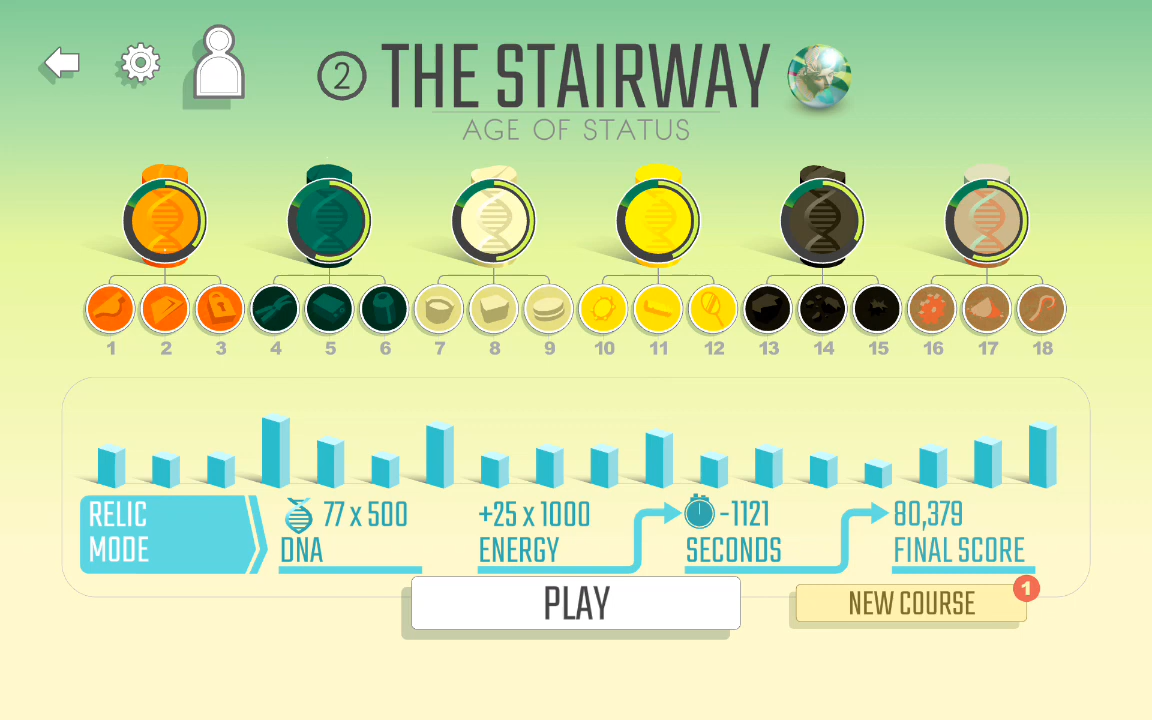 2 THE STAIRWAY
AGE OF STATUS
1 2 3 4 5 6 7 8 9 10 11 12 13 14 15 16 17 18
RELIC
MODE
77 x 500
DNA
+25 x 1000
ENERGY
-1121
SECONDS
80,379
FINAL SCORE
PLAY
NEW COURSE
1